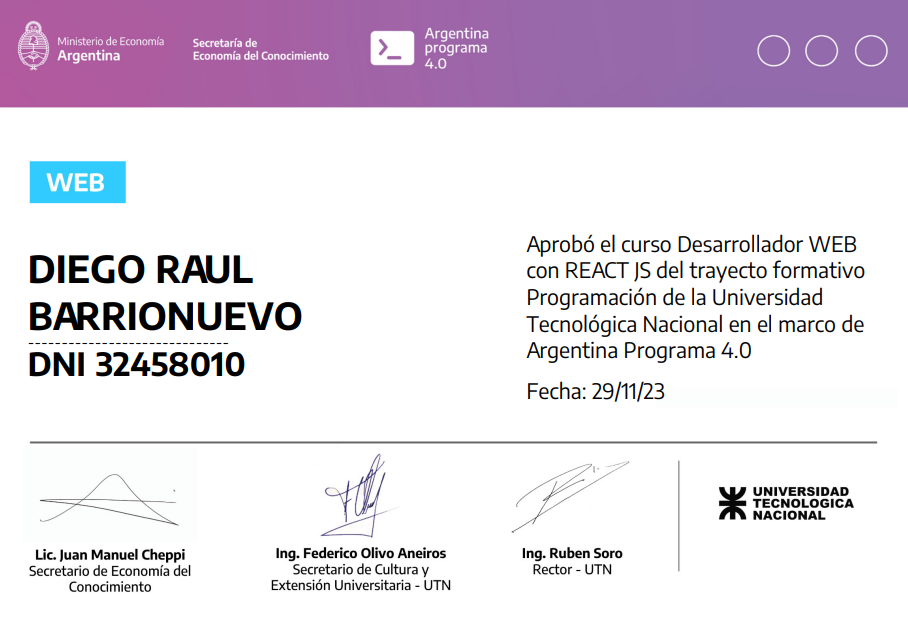 Ministerio de Economía
Argentina
Secretaría de
Economía del Conocimiento
Argentina
programa
4.0
WEB
DIEGO RAUL
BARRIONUEVO
DNI 32458010
Aprobó el curso Desarrollador WEB
con REACT JS del trayecto formativo
Programación de la Universidad
Tecnológica Nacional en el marco de
Argentina Programa 4.0
Fecha: 29/11/23
Lic. Juan Manuel Cheppi
Secretario de Economía del
Conocimiento
Ing. Federico Olivo Aneiros
Secretario de Cultura y
Extensión Universitaria - UTN
Ing. Ruben Soro
Rector - UTN
UNIVERSIDAD
TECNOLOGICA
NACIONAL